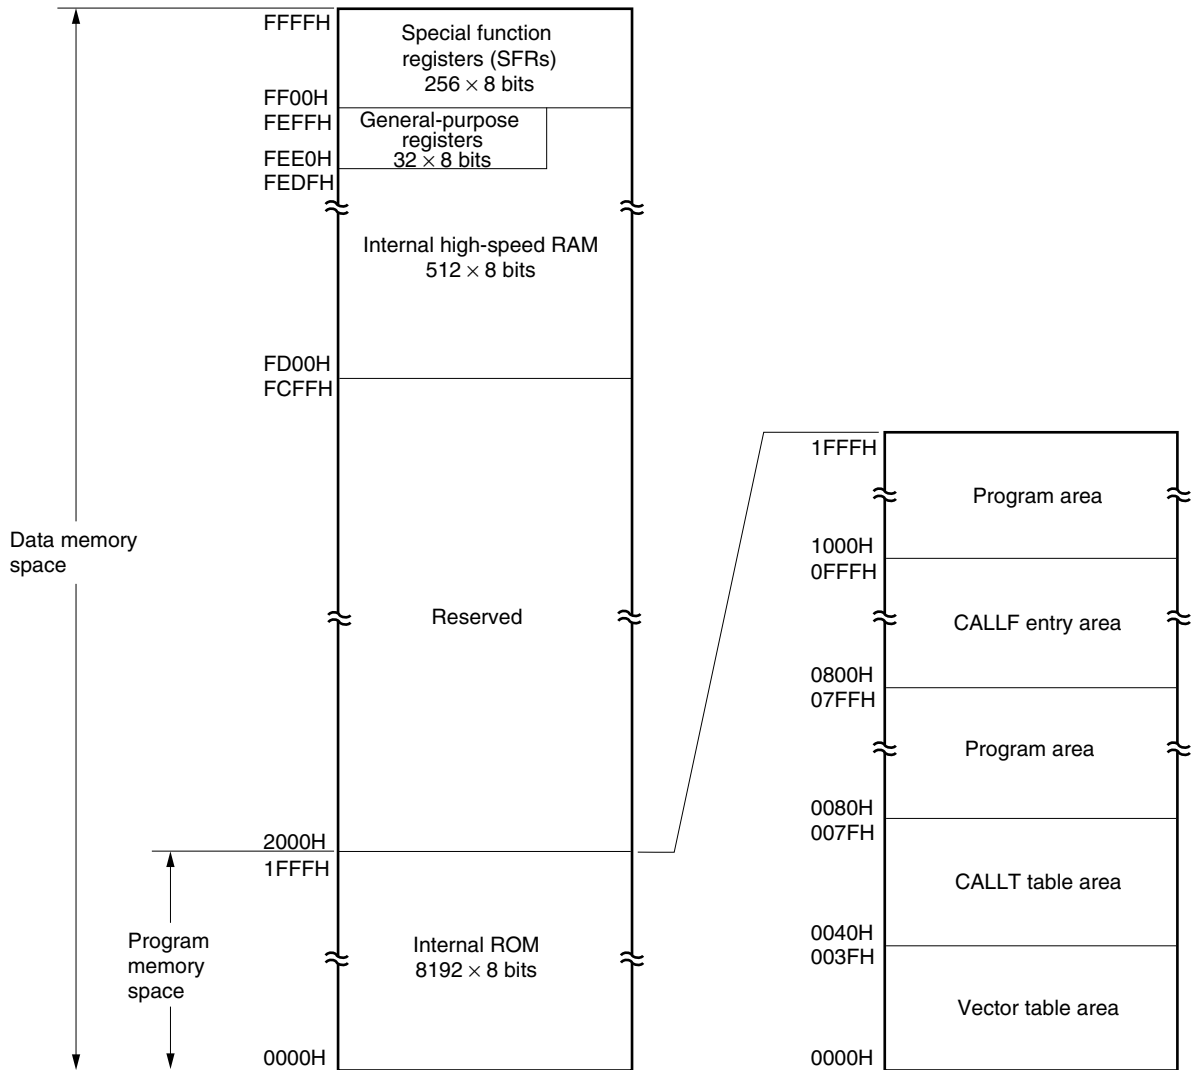 FFFFH
Special function
registers (SFRs)
256 × 8 bits
FF00H
FEFFH
General-purpose
registers
32 × 8 bits
FEE0H
FEDFH
Internal high-speed RAM
512 × 8 bits
FD00H
FCFFH
Data memory
space
Reserved
2000H
1FFFH
Program
memory
space
Internal ROM
8192 × 8 bits
0000H
1FFFH
Program area
1000H
0FFFH
CALLF entry area
0800H
07FFH
Program area
0080H
007FH
CALLT table area
0040H
003FH
Vector table area
0000H